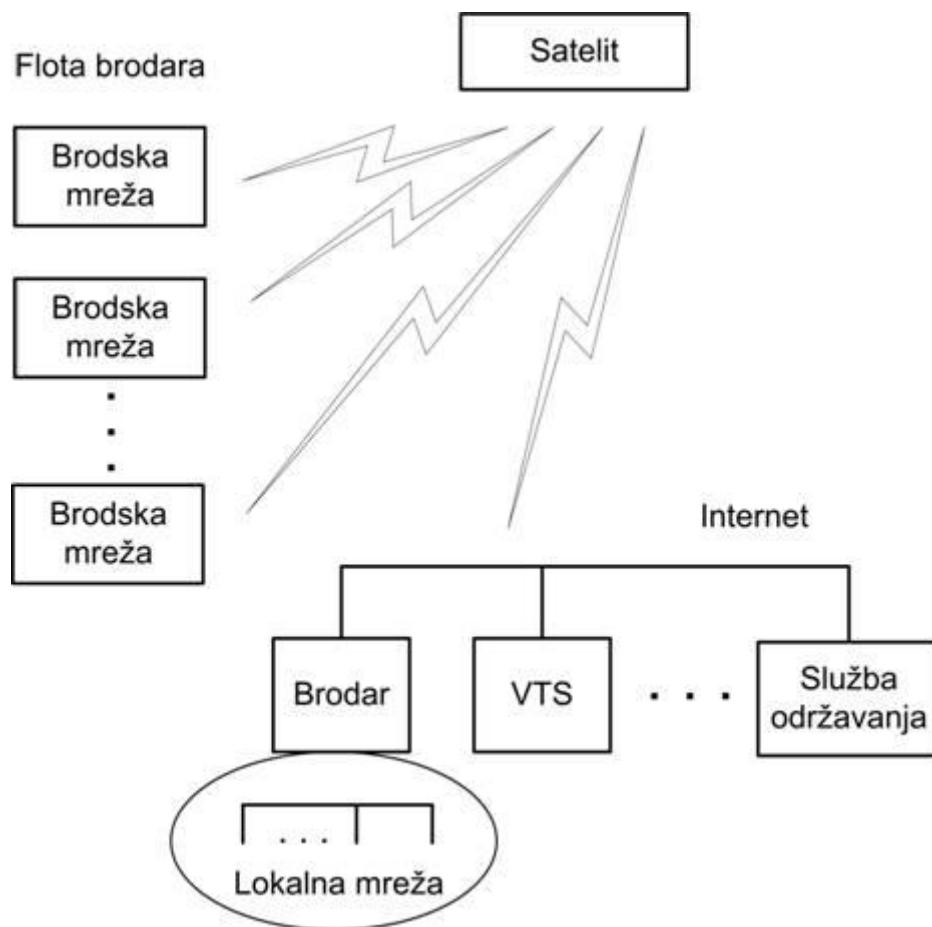 Flota brodara
Satelit
Brodska
mreža
Brodska
mreža
Brodska
mreža
Internet
Brodar
VTS
Služba
održavanja
Lokalna mreža